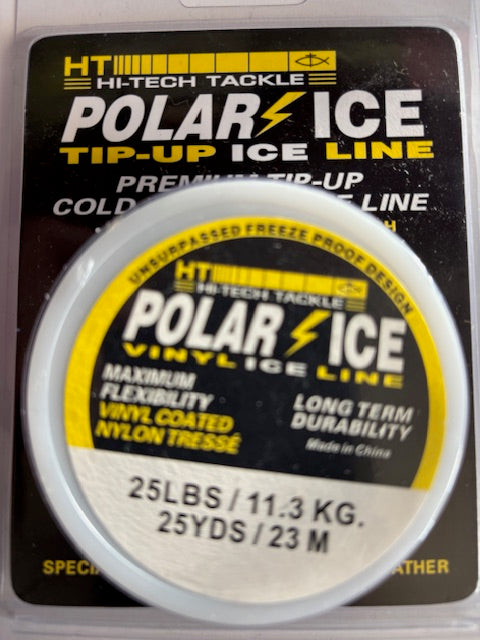 HT
HI-TECH TACKLE
POLAR ICE
TIP-UP ICE LINE
PREMIUM TIP-UP
COLD LINE
UNSURPASSED FREEZE PROOF DESIGN
HT
HI-TECH TACKLE
POLAR ICE
VINYL ICE LINE
MAXIMUM
FLEXIBILITY
VINYL COATED
NYLON TRESSÉ
LONG TERM
DURABILITY
Made in China
25LBS / 11.3 KG.
25YDS / 23 M